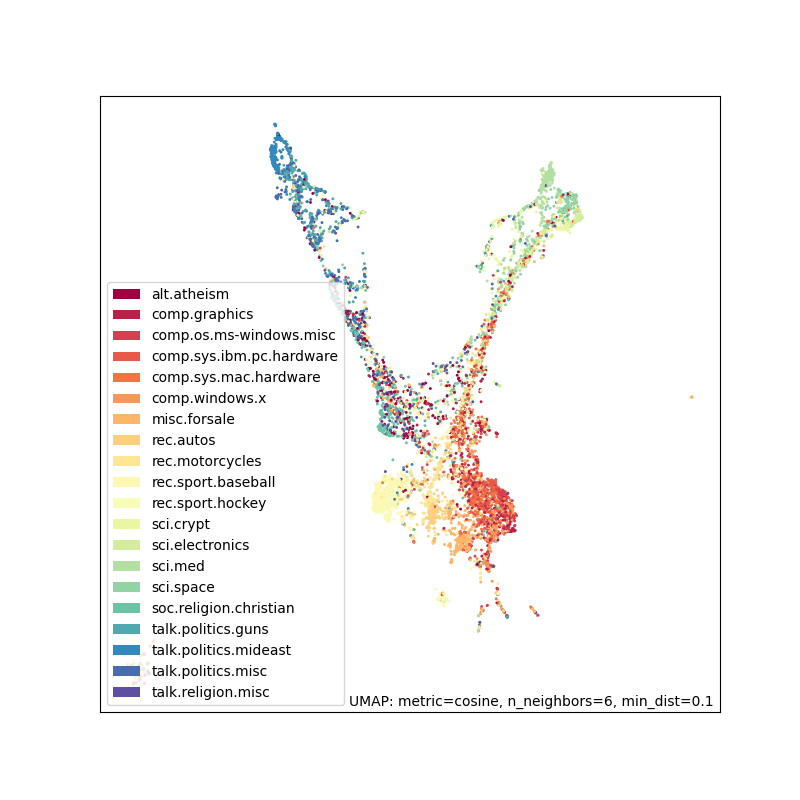 alt.atheism
comp.graphics
comp.os.ms-windows.misc
comp.sys.ibm.pc.hardware
comp.sys.mac.hardware
comp.windows.x
misc.forsale
rec.autos
rec.motorcycles
rec.sport.baseball
rec.sport.hockey
sci.crypt
sci.electronics
sci.med
sci.space
soc.religion.christian
talk.politics.guns
talk.politics.mideast
talk.politics.misc
talk.religion.misc
UMAP: metric=cosine, n_neighbors=6, min_dist=0.1